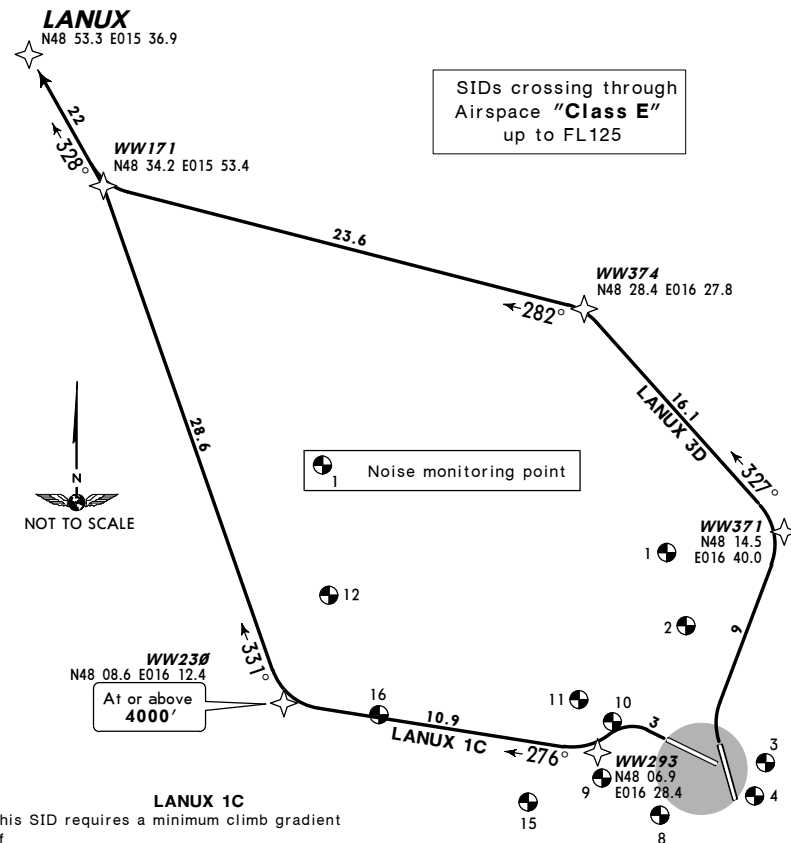 LANUX
N48 53.3 E015 36.9
SIDs crossing through
Airspace "Class E"
up to FL125
22
328°
WW171
N48 34.2 E015 53.4
23.6
WW374
N48 28.4 E016 27.8
282°
16.1
LANUX 3D
28.6
1 Noise monitoring point
327°
N
NOT TO SCALE
WW371
N48 14.5
E016 40.0
1
12
2
9
331°
WW23Ø
N48 08.6 E016 12.4
At or above
4000'
16
10.9
LANUX 1C
276°
11
10
3
3
WW293
N48 06.9
E016 28.4
9
4
15
8
LANUX 1C
his SID requires a minimum climb gradient
f